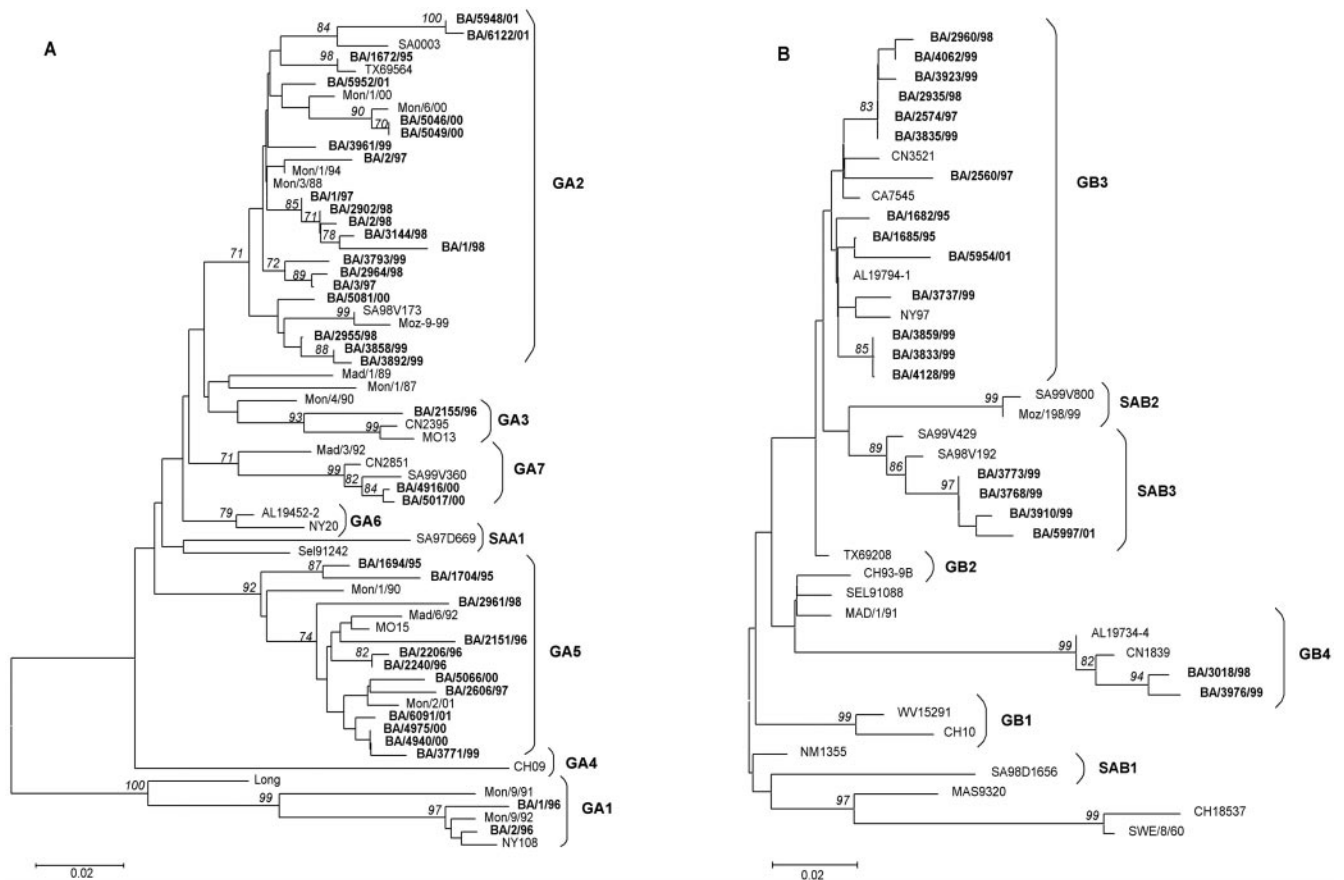 A
100
BA/5948/01
BA/6122/01
84
SA0003
98
BA/1672/95
TX69564
BA/5952/01
Mon/1/00
90
Mon/6/00
70
BA/5046/00
BA/5049/00
BA/3961/99
BA/2/97
Mon/1/94
Mon/3/88
BA/1/97
85
BA/2902/98
71
BA/2/98
78
BA/3144/98
BA/1/98
GA2
71
72
BA/3793/99
89
BA/2964/98
BA/3/97
BA/5081/00
99
SA98V173
Moz-9-99
BA/2955/98
88
BA/3858/99
BA/3892/99
Mad/1/89
Mon/1/87
Mon/4/90
93
BA/2155/96
99
CN2395
MO13
GA3
71
Mad/3/92
99
CN2851
82
SA99V360
84
BA/4916/00
BA/5017/00
GA7
79
AL19452-2
NY20
GA6
SA97D669
SAA1
Sel91242
92
87
BA/1694/95
BA/1704/95
Mon/1/90
74
BA/2961/98
Mad/6/92
MO15
BA/2151/96
82
BA/2206/96
BA/2240/96
BA/5066/00
BA/2606/97
Mon/2/01
BA/6091/01
BA/4975/00
BA/4940/00
BA/3771/99
GA5
CH09
GA4
100
Long
99
Mon/9/91
97
BA/1/96
Mon/9/92
BA/2/96
NY108
GA1
0.02
B
BA/2960/98
BA/4062/99
BA/3923/99
83
BA/2935/98
BA/2574/97
BA/3835/99
CN3521
BA/2560/97
CA7545
BA/1682/95
BA/1685/95
BA/5954/01
AL19794-1
BA/3737/99
NY97
85
BA/3859/99
BA/3833/99
BA/4128/99
GB3
99
SA99V800
Moz/198/99
SAB2
89
SA99V429
86
SA98V192
97
BA/3773/99
BA/3768/99
BA/3910/99
BA/5997/01
SAB3
TX69208
CH93-9B
GB2
SEL91088
MAD/1/91
99
AL19734-4
82
CN1839
94
BA/3018/98
BA/3976/99
GB4
99
WV15291
CH10
GB1
NM1355
SA98D1656
SAB1
97
MAS9320
99
CH18537
SWE/8/60
0.02